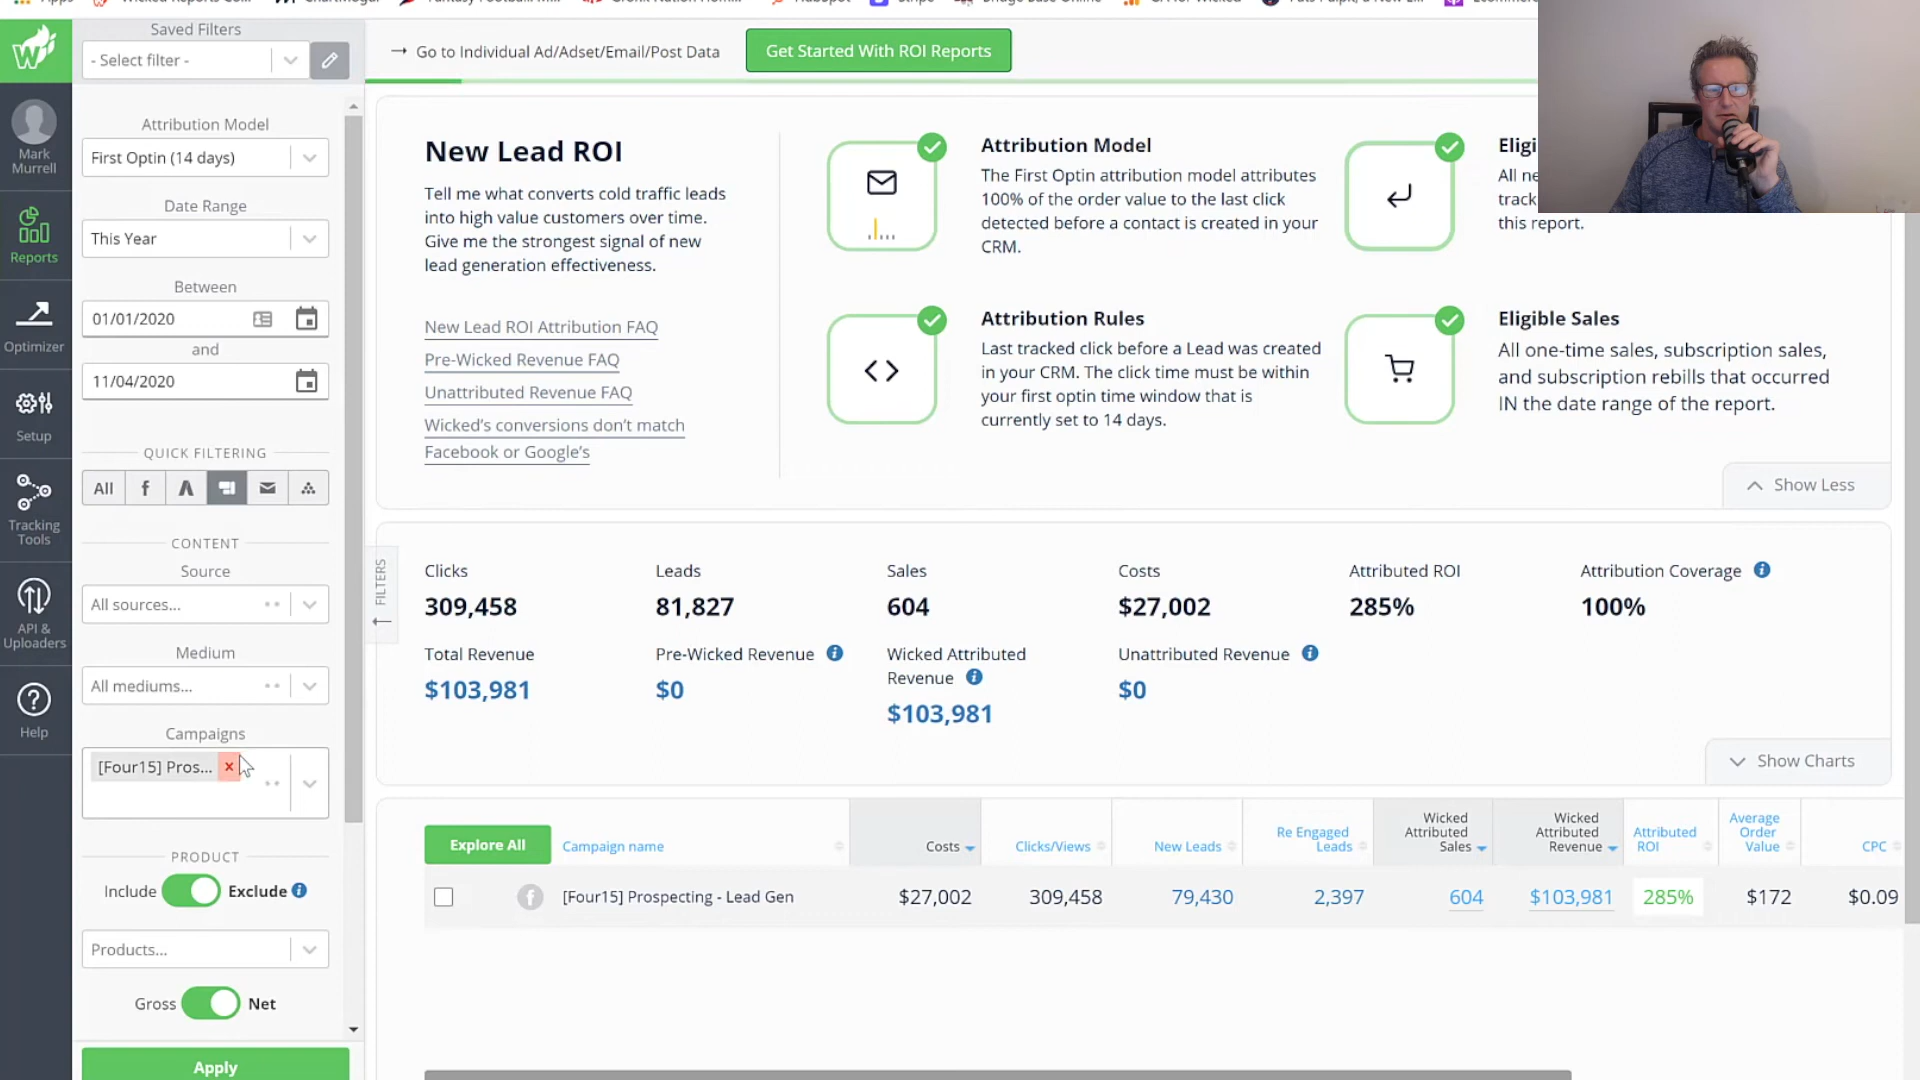 Apps
ChartMogul
HubSpot
Stripe
Bridge Base Online
Saved Filters
- Select filter -
→ Go to Individual Ad/Adset/Email/Post Data
Get Started With ROI Reports
Mark
Murrell
Reports
Optimizer
Setup
Tracking
Tools
API &
Uploaders
Help
Attribution Model
First Optin (14 days)
Date Range
This Year
Between
01/01/2020
and
11/04/2020
QUICK FILTERING
All
CONTENT
Source
All sources...
Medium
All mediums...
Campaigns
[Four15] Pros... x
PRODUCT
Include Exclude
Products...
Gross Net
Apply
FILTERS
New Lead ROI
Tell me what converts cold traffic leads
into high value customers over time.
Give me the strongest signal of new
lead generation effectiveness.
New Lead ROI Attribution FAQ
Pre-Wicked Revenue FAQ
Unattributed Revenue FAQ
Wicked's conversions don't match
Facebook or Google's
Attribution Model
The First Optin attribution model attributes
100% of the order value to the last click
detected before a contact is created in your
CRM.
Attribution Rules
Last tracked click before a Lead was created
in your CRM. The click time must be within
your first optin time window that is
currently set to 14 days.
this report.
Eligible Sales
All one-time sales, subscription sales,
and subscription rebills that occurred
IN the date range of the report.
Show Less
Clicks Leads Sales Costs Attributed ROI Attribution Coverage
309,458 81,827 604 $27,002 285% 100%
Total Revenue Pre-Wicked Revenue Wicked Attributed Revenue Unattributed Revenue
$103,981 $0 $103,981 $0
Show Charts
Explore All Campaign name Costs Clicks/Views New Leads Re Engaged Leads Wicked Attributed Sales Wicked Attributed Revenue Attributed ROI Average Order Value CPC
[Four15] Prospecting - Lead Gen $27,002 309,458 79,430 2,397 604 $103,981 285% $172 $0.09